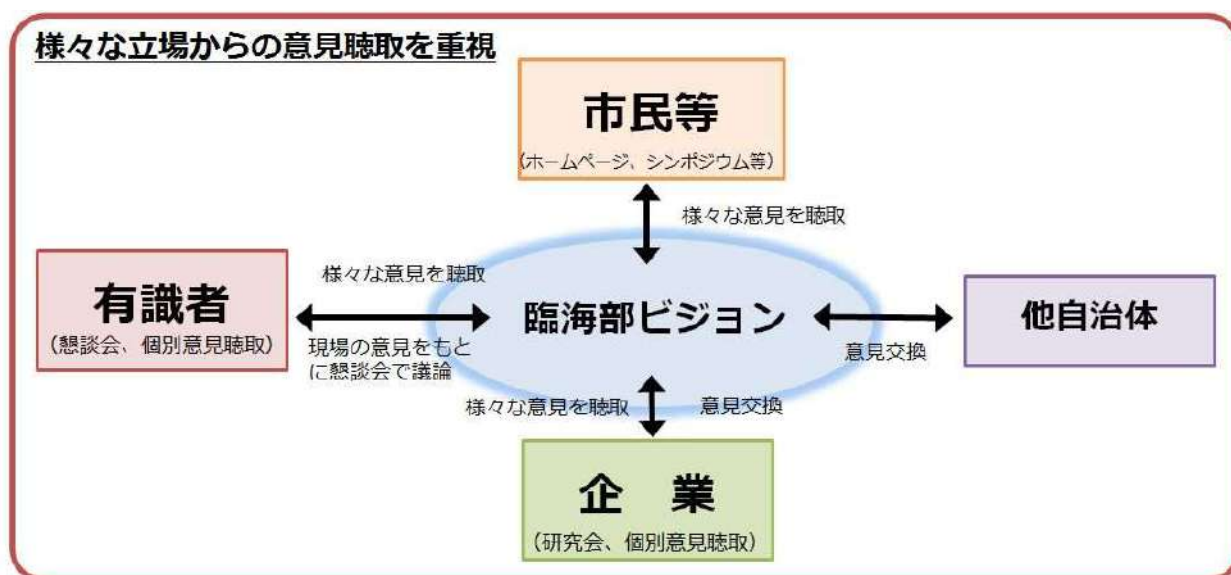 様々な立場からの意見聴取を重視
市民等
（ホームページ、シンポジウム等）
様々な意見を聴取
様々な意見を聴取
有識者
（懇談会、個別意見聴取）
現場の意見をもと
に懇談会で議論
臨海部ビジョン
他自治体
意見交換
様々な意見を聴取
意見交換
企　業
（研究会、個別意見聴取）